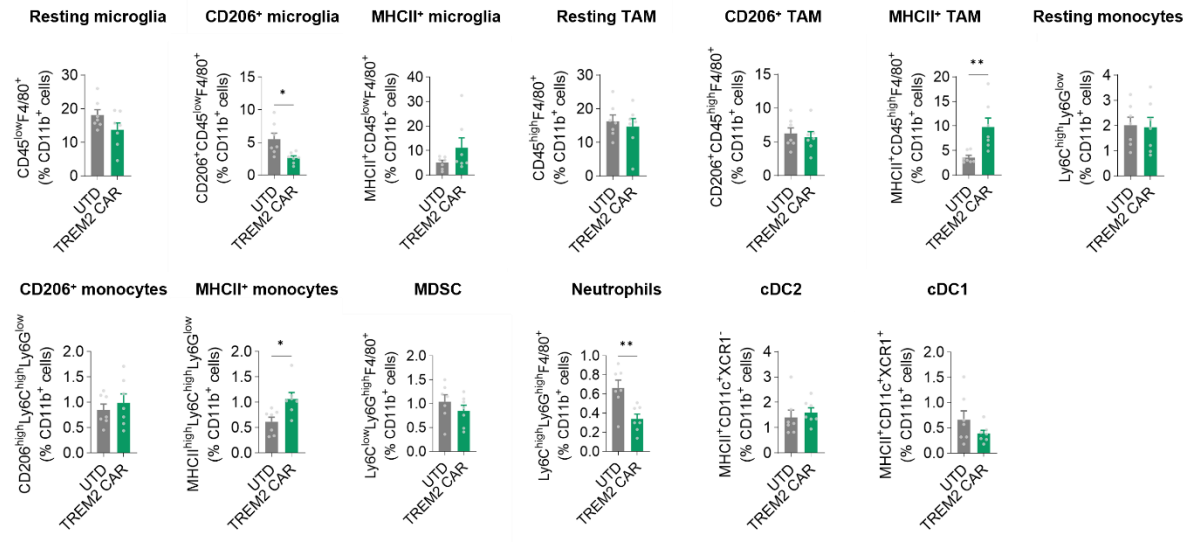 Resting microglia
CD45lowF4/80+
(% CD11b+ cells)
30
20
10
0
UTD
TREM2 CAR
CD206+ microglia
CD206+CD45lowF4/80+
(% CD11b+ cells)
15
10
5
0
*
UTD
TREM2 CAR
MHCII+ microglia
MHCII+CD45lowF4/80+
(% CD11b+ cells)
40
30
20
10
0
UTD
TREM2 CAR
Resting TAM
CD45highF4/80+
(% CD11b+ cells)
30
20
10
0
UTD
TREM2 CAR
CD206+ TAM
CD206+CD45highF4/80+
(% CD11b+ cells)
15
10
5
0
UTD
TREM2 CAR
MHCII+ TAM
MHCII+CD45highF4/80+
(% CD11b+ cells)
20
15
10
5
0
**
UTD
TREM2 CAR
Resting monocytes
Ly6ChighLy6Glow
(% CD11b+ cells)
4
3
2
1
0
UTD
TREM2 CAR
CD206+ monocytes
CD206highLy6ChighLy6Glow
(% CD11b+ cells)
2.0
1.5
1.0
0.5
0.0
UTD
TREM2 CAR
MHCII+ monocytes
MHCIIhighLy6ChighLy6Glow
(% CD11b+ cells)
2.0
1.5
1.0
0.5
0.0
*
UTD
TREM2 CAR
MDSC
Ly6ClowLy6GhighF4/80+
(% CD11b+ cells)
2.0
1.5
1.0
0.5
0.0
UTD
TREM2 CAR
Neutrophils
Ly6ChighLy6GhighF4/80+
(% CD11b+ cells)
1.0
0.8
0.6
0.4
0.2
0.0
**
UTD
TREM2 CAR
cDC2
MHCII+CD11c+XCR1-
(% CD11b+ cells)
4
3
2
1
0
UTD
TREM2 CAR
cDC1
MHCII+CD11c+XCR1+
(% CD11b+ cells)
2.0
1.5
1.0
0.5
0.0
UTD
TREM2 CAR